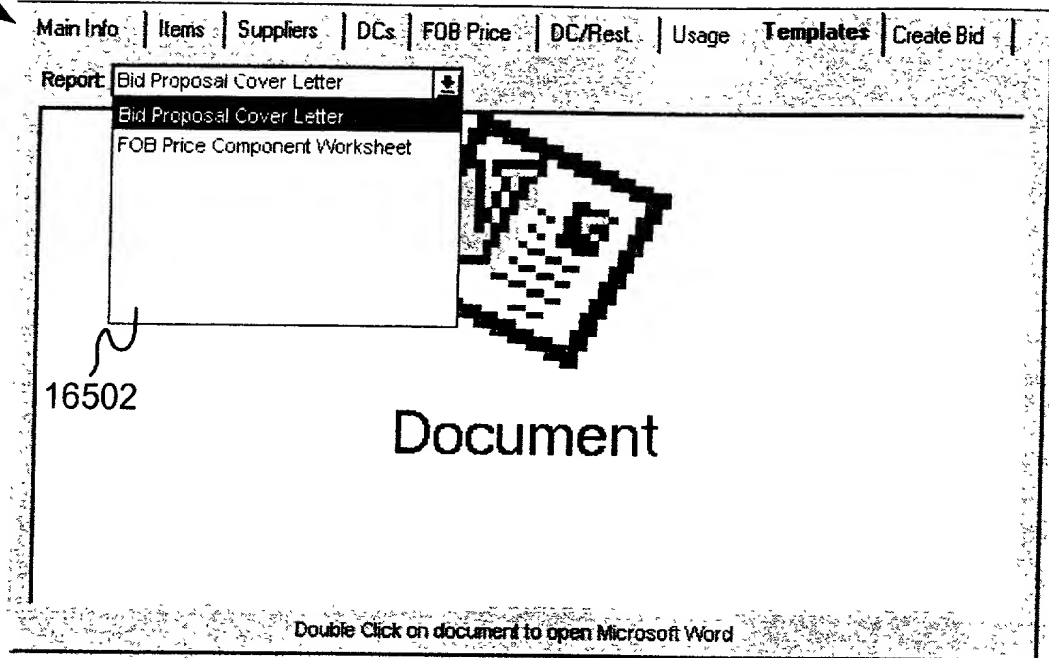 Main Info Items Suppliers DCs FOB Price DC/Rest. Usage Templates Create Bid
Report: Bid Proposal Cover Letter
Bid Proposal Cover Letter
FOB Price Component Worksheet
16502
Document
Double Click on document to open Microsoft Word